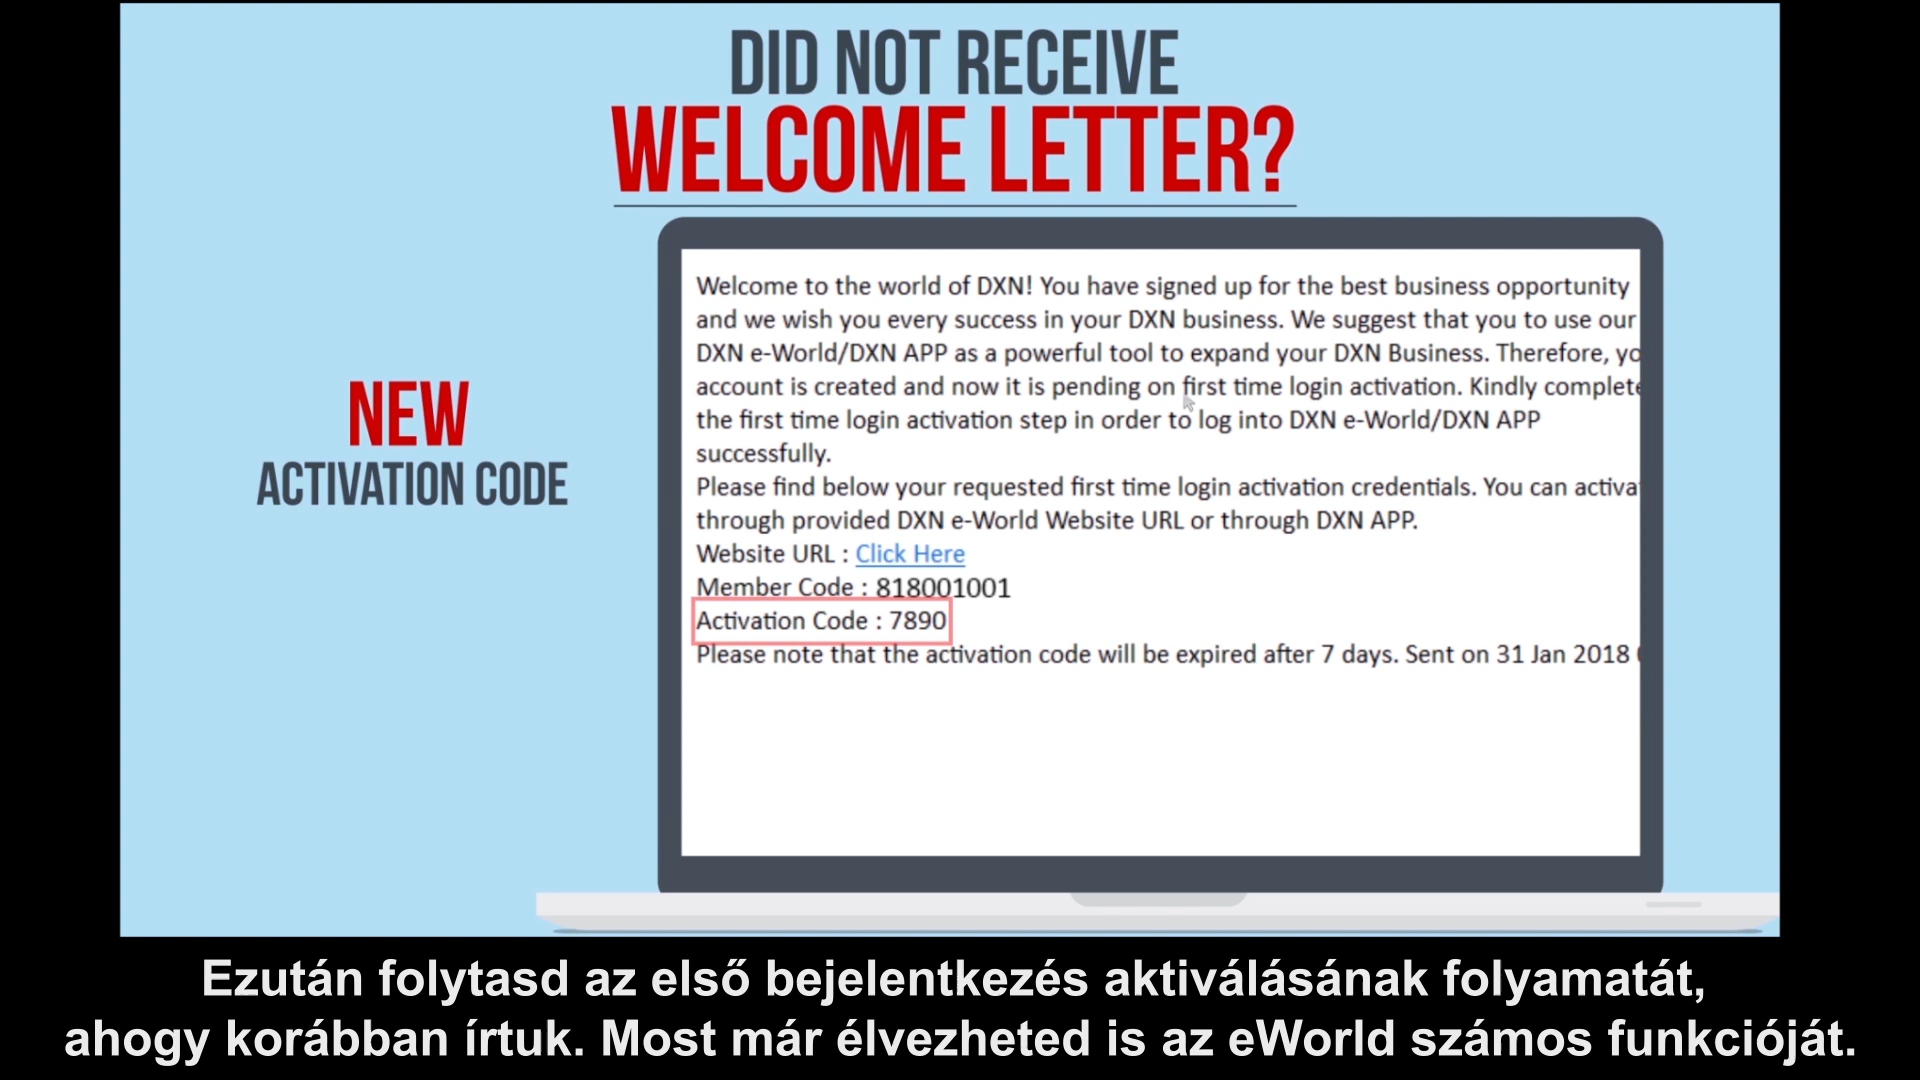 DID NOT RECEIVE
WELCOME LETTER?
NEW
ACTIVATION CODE
Welcome to the world of DXN! You have signed up for the best business opportunity
and we wish you every success in your DXN business. We suggest that you to use our
DXN e-World/DXN APP as a powerful tool to expand your DXN Business. Therefore,
account is created and now it is pending on first time login activation. Kindly complete
the first time login activation step in order to log into DXN e-World/DXN APP
successfully.
Please find below your requested first time login activation credentials. You can
through provided DXN e-World Website URL or through DXN APP.
Website URL : Click Here
Member Code : 818001001
Activation Code : 7890
Please note that the activation code will be expired after 7 days. Sent on 31 Jan 2018
Ezután folytasd az első bejelentkezés aktiválásának folyamatát,
ahogy korábban írtuk. Most már élvezheted is az eWorld számos funkcióját.